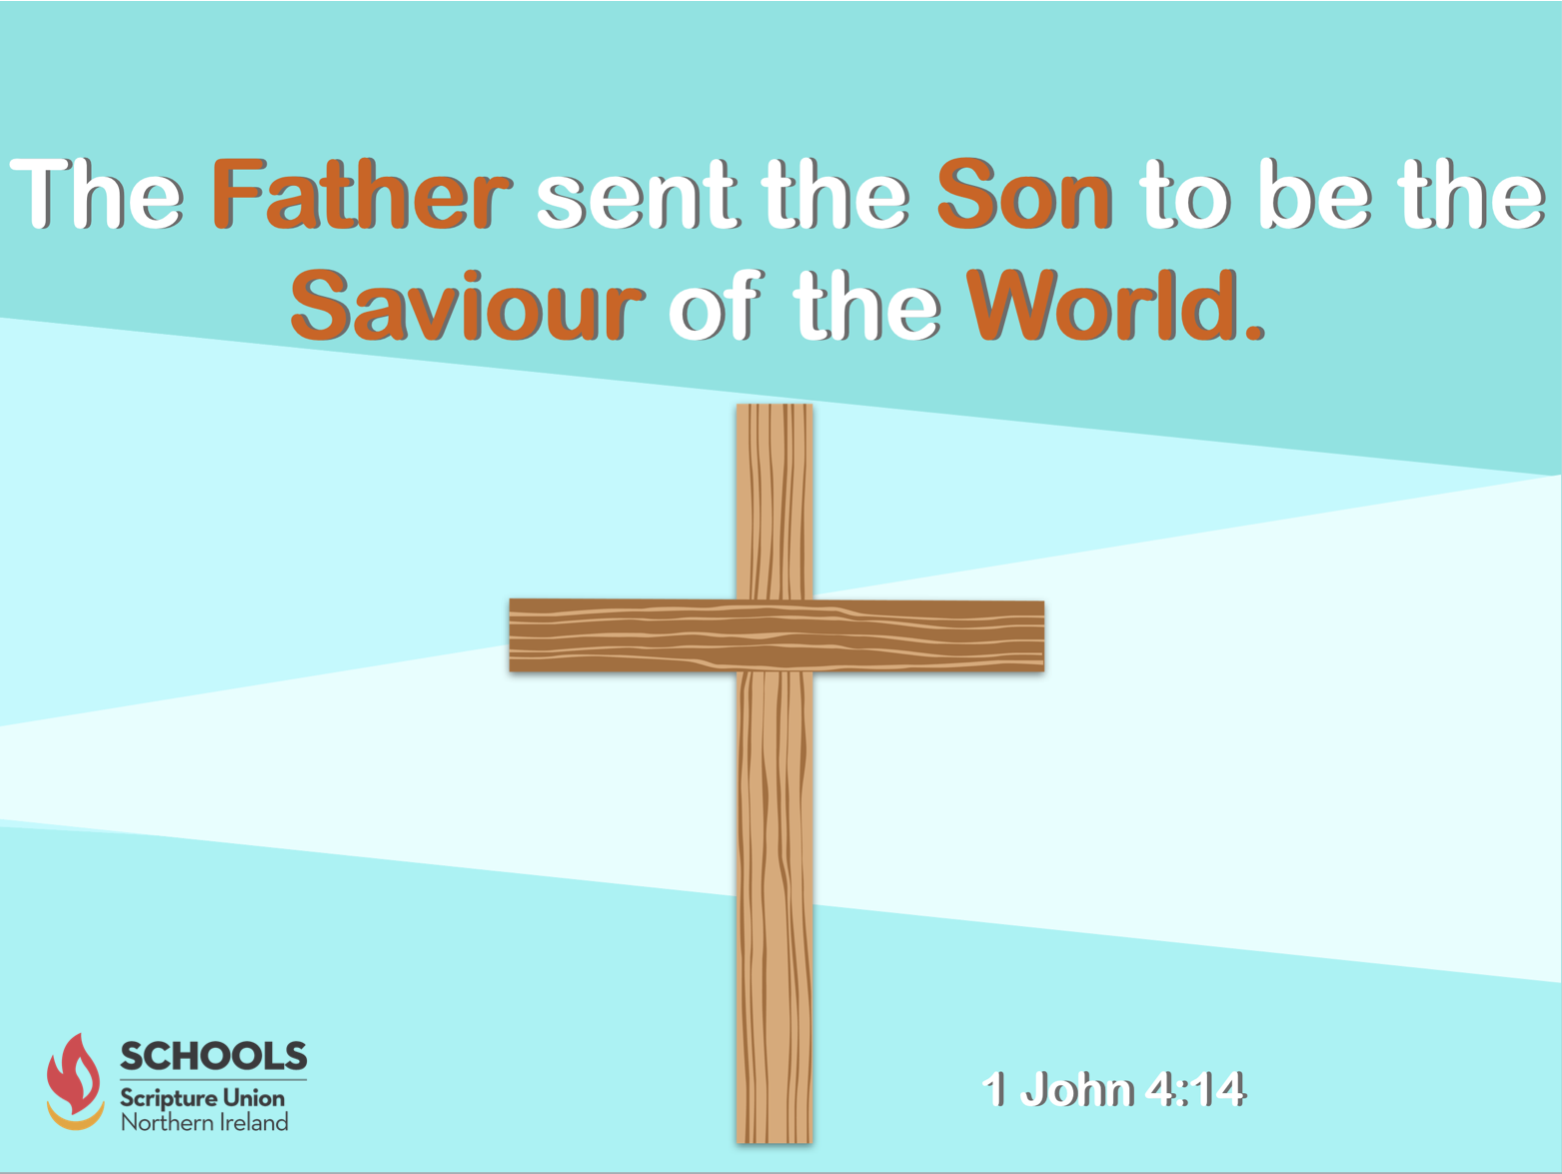 The Father sent the Son to be the
Saviour of the World.
SCHOOLS
Scripture Union
Northern Ireland
1 John 4:14